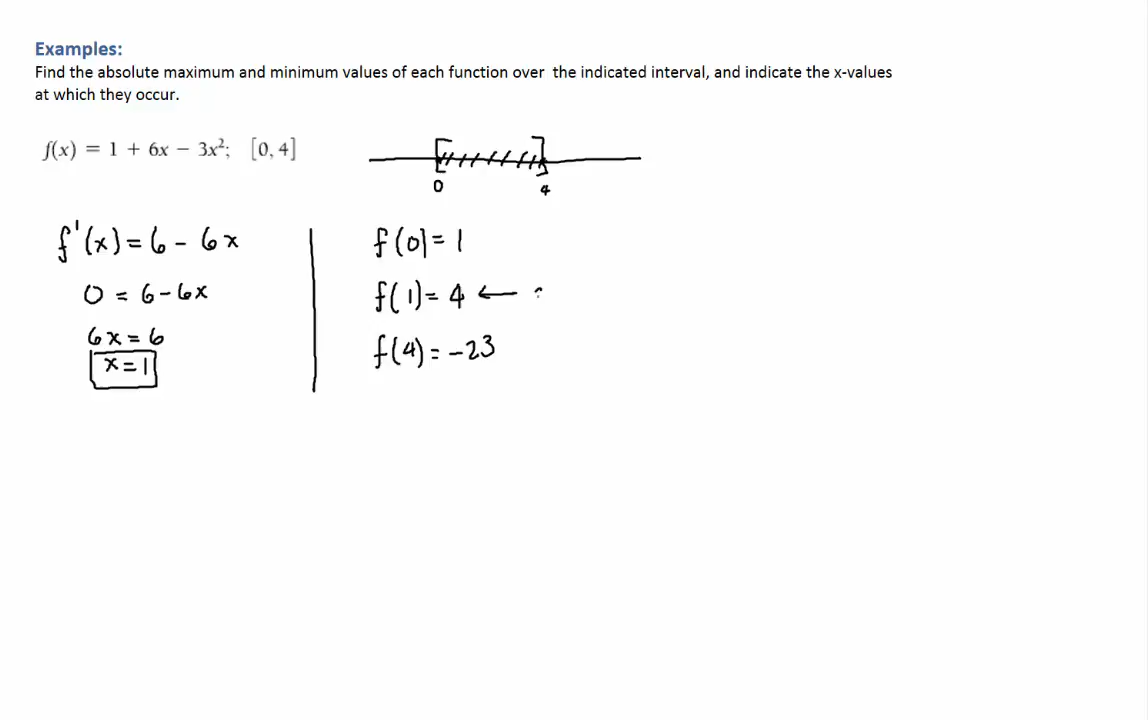 Examples:
Find the absolute maximum and minimum values of each function over the indicated interval, and indicate the x-values
at which they occur.
f(x) = 1 + 6x − 3x²; [0, 4]
0 4
f'(x) = 6 - 6x
0 = 6 - 6x
6x = 6
x = 1
f(0) = 1
f(1) = 4 ←
f(4) = -23